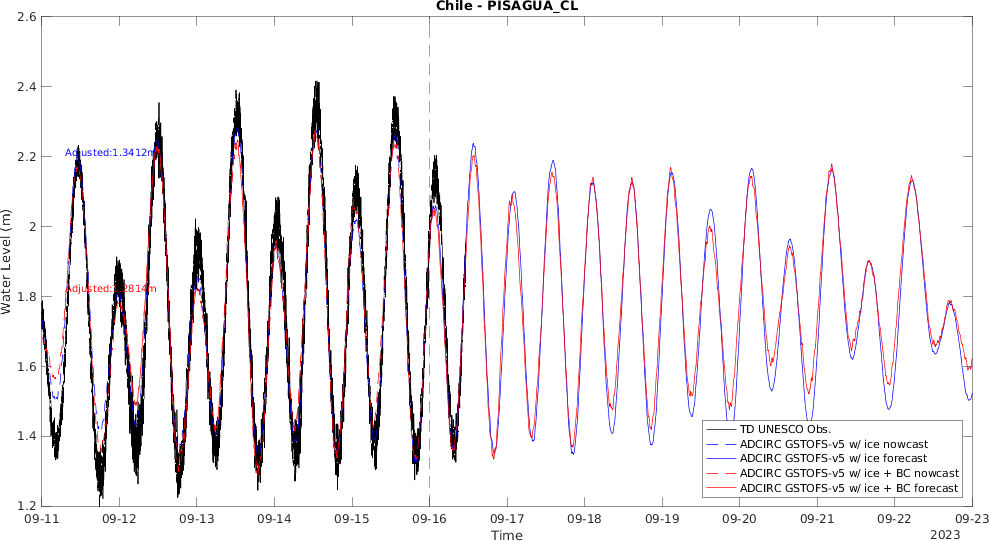 Chile - PISAGUA_CL
2.6
2.4
2.2
2
1.8
1.6
1.4
1.2
Water Level (m)
Adjusted:1.3412m
Adjusted:1.2814m
TD UNESCO Obs.
ADCIRC GSTOFS-v5 w/ ice nowcast
ADCIRC GSTOFS-v5 w/ ice forecast
ADCIRC GSTOFS-v5 w/ ice + BC nowcast
ADCIRC GSTOFS-v5 w/ ice + BC forecast
09-11 09-12 09-13 09-14 09-15 09-16 09-17 09-18 09-19 09-20 09-21 09-22 09-23
Time
2023